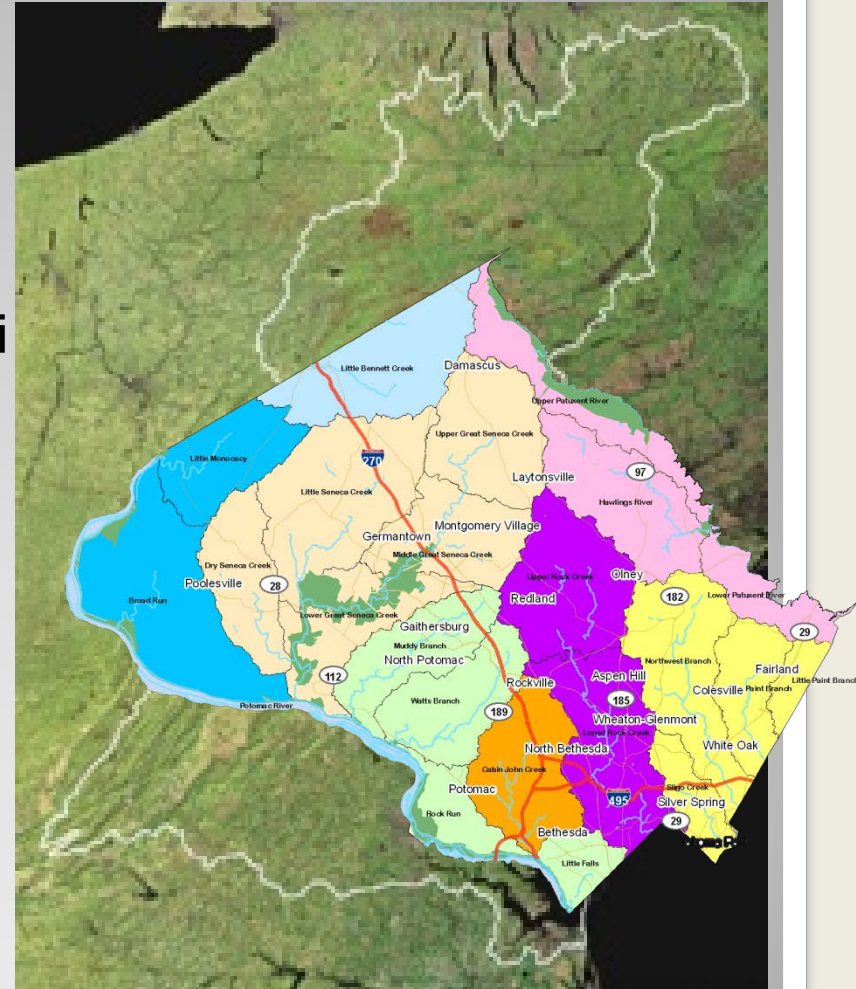 i
Little Bennett Creek
Damascus
Upper Patuxent River
Upper Great Seneca Creek
Little Monocacy
270
97
Laytonsville
Little Seneca Creek
Hawlings River
Montgomery Village
Germantown
Middle Great Seneca Creek
Dry Seneca Creek
Poolesville
28
Upper Rock Creek
Olney
182
Lower Patuxent River
Broad Run
Redland
Lower Great Seneca Creek
Gaithersburg
29
Muddy Branch
North Potomac
Northwest Branch
Fairland
112
Aspen Hill
Rockville
Little Paint Branch
Colesville
Paint Branch
Watts Branch
185
Potomac River
189
Wheaton-Glenmont
Lower Rock Creek
North Bethesda
White Oak
Cabin John Creek
Potomac
Sligo Creek
495
Silver Spring
Rock Run
29
Bethesda
Little Falls